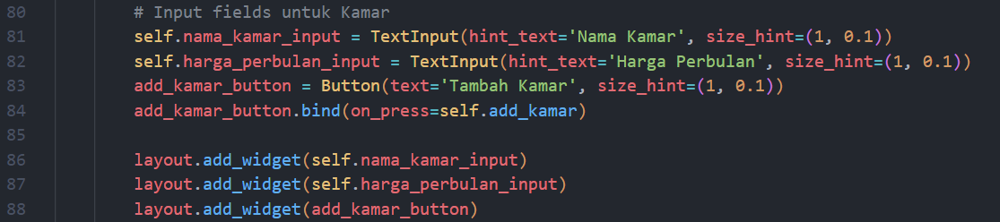 80 # Input fields untuk Kamar
81 self.nama_kamar_input = TextInput(hint_text='Nama Kamar', size_hint=(1, 0.1))
82 self.harga_perbulan_input = TextInput(hint_text='Harga Perbulan', size_hint=(1, 0.1))
83 add_kamar_button = Button(text='Tambah Kamar', size_hint=(1, 0.1))
84 add_kamar_button.bind(on_press=self.add_kamar)
85
86 layout.add_widget(self.nama_kamar_input)
87 layout.add_widget(self.harga_perbulan_input)
88 layout.add_widget(add_kamar_button)